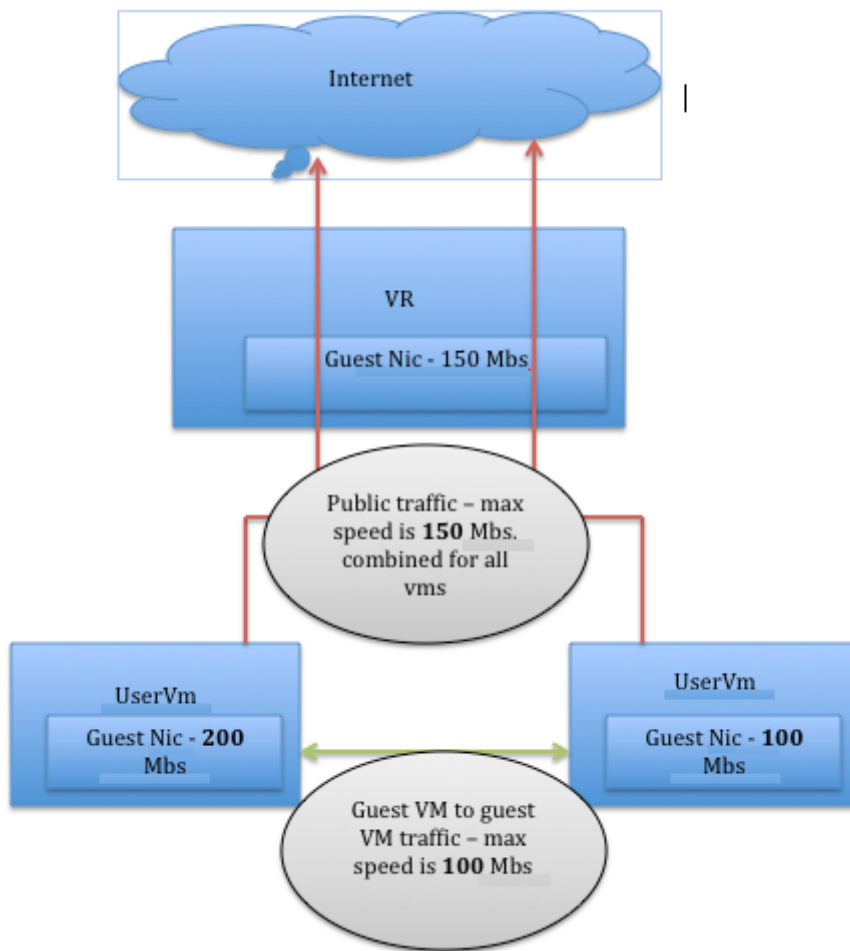 Internet
VR
Guest Nic - 150 Mbs
Public traffic – max
speed is 150 Mbs.
combined for all
vms
UserVm
Guest Nic - 200
Mbs
UserVm
Guest Nic - 100
Mbs
Guest VM to guest
VM traffic – max
speed is 100 Mbs